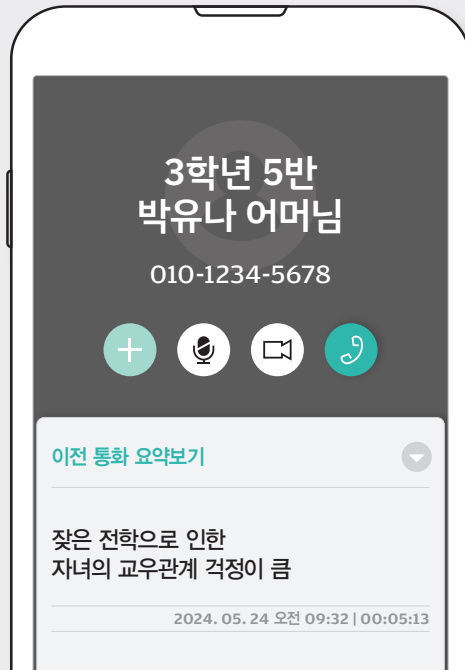 3학년 5반
박유나 어머님
010-1234-5678
이전 통화 요약보기
잦은 전학으로 인한
자녀의 교우관계 걱정이 큼
2024. 05. 24 오전 09:32 | 00:05:13